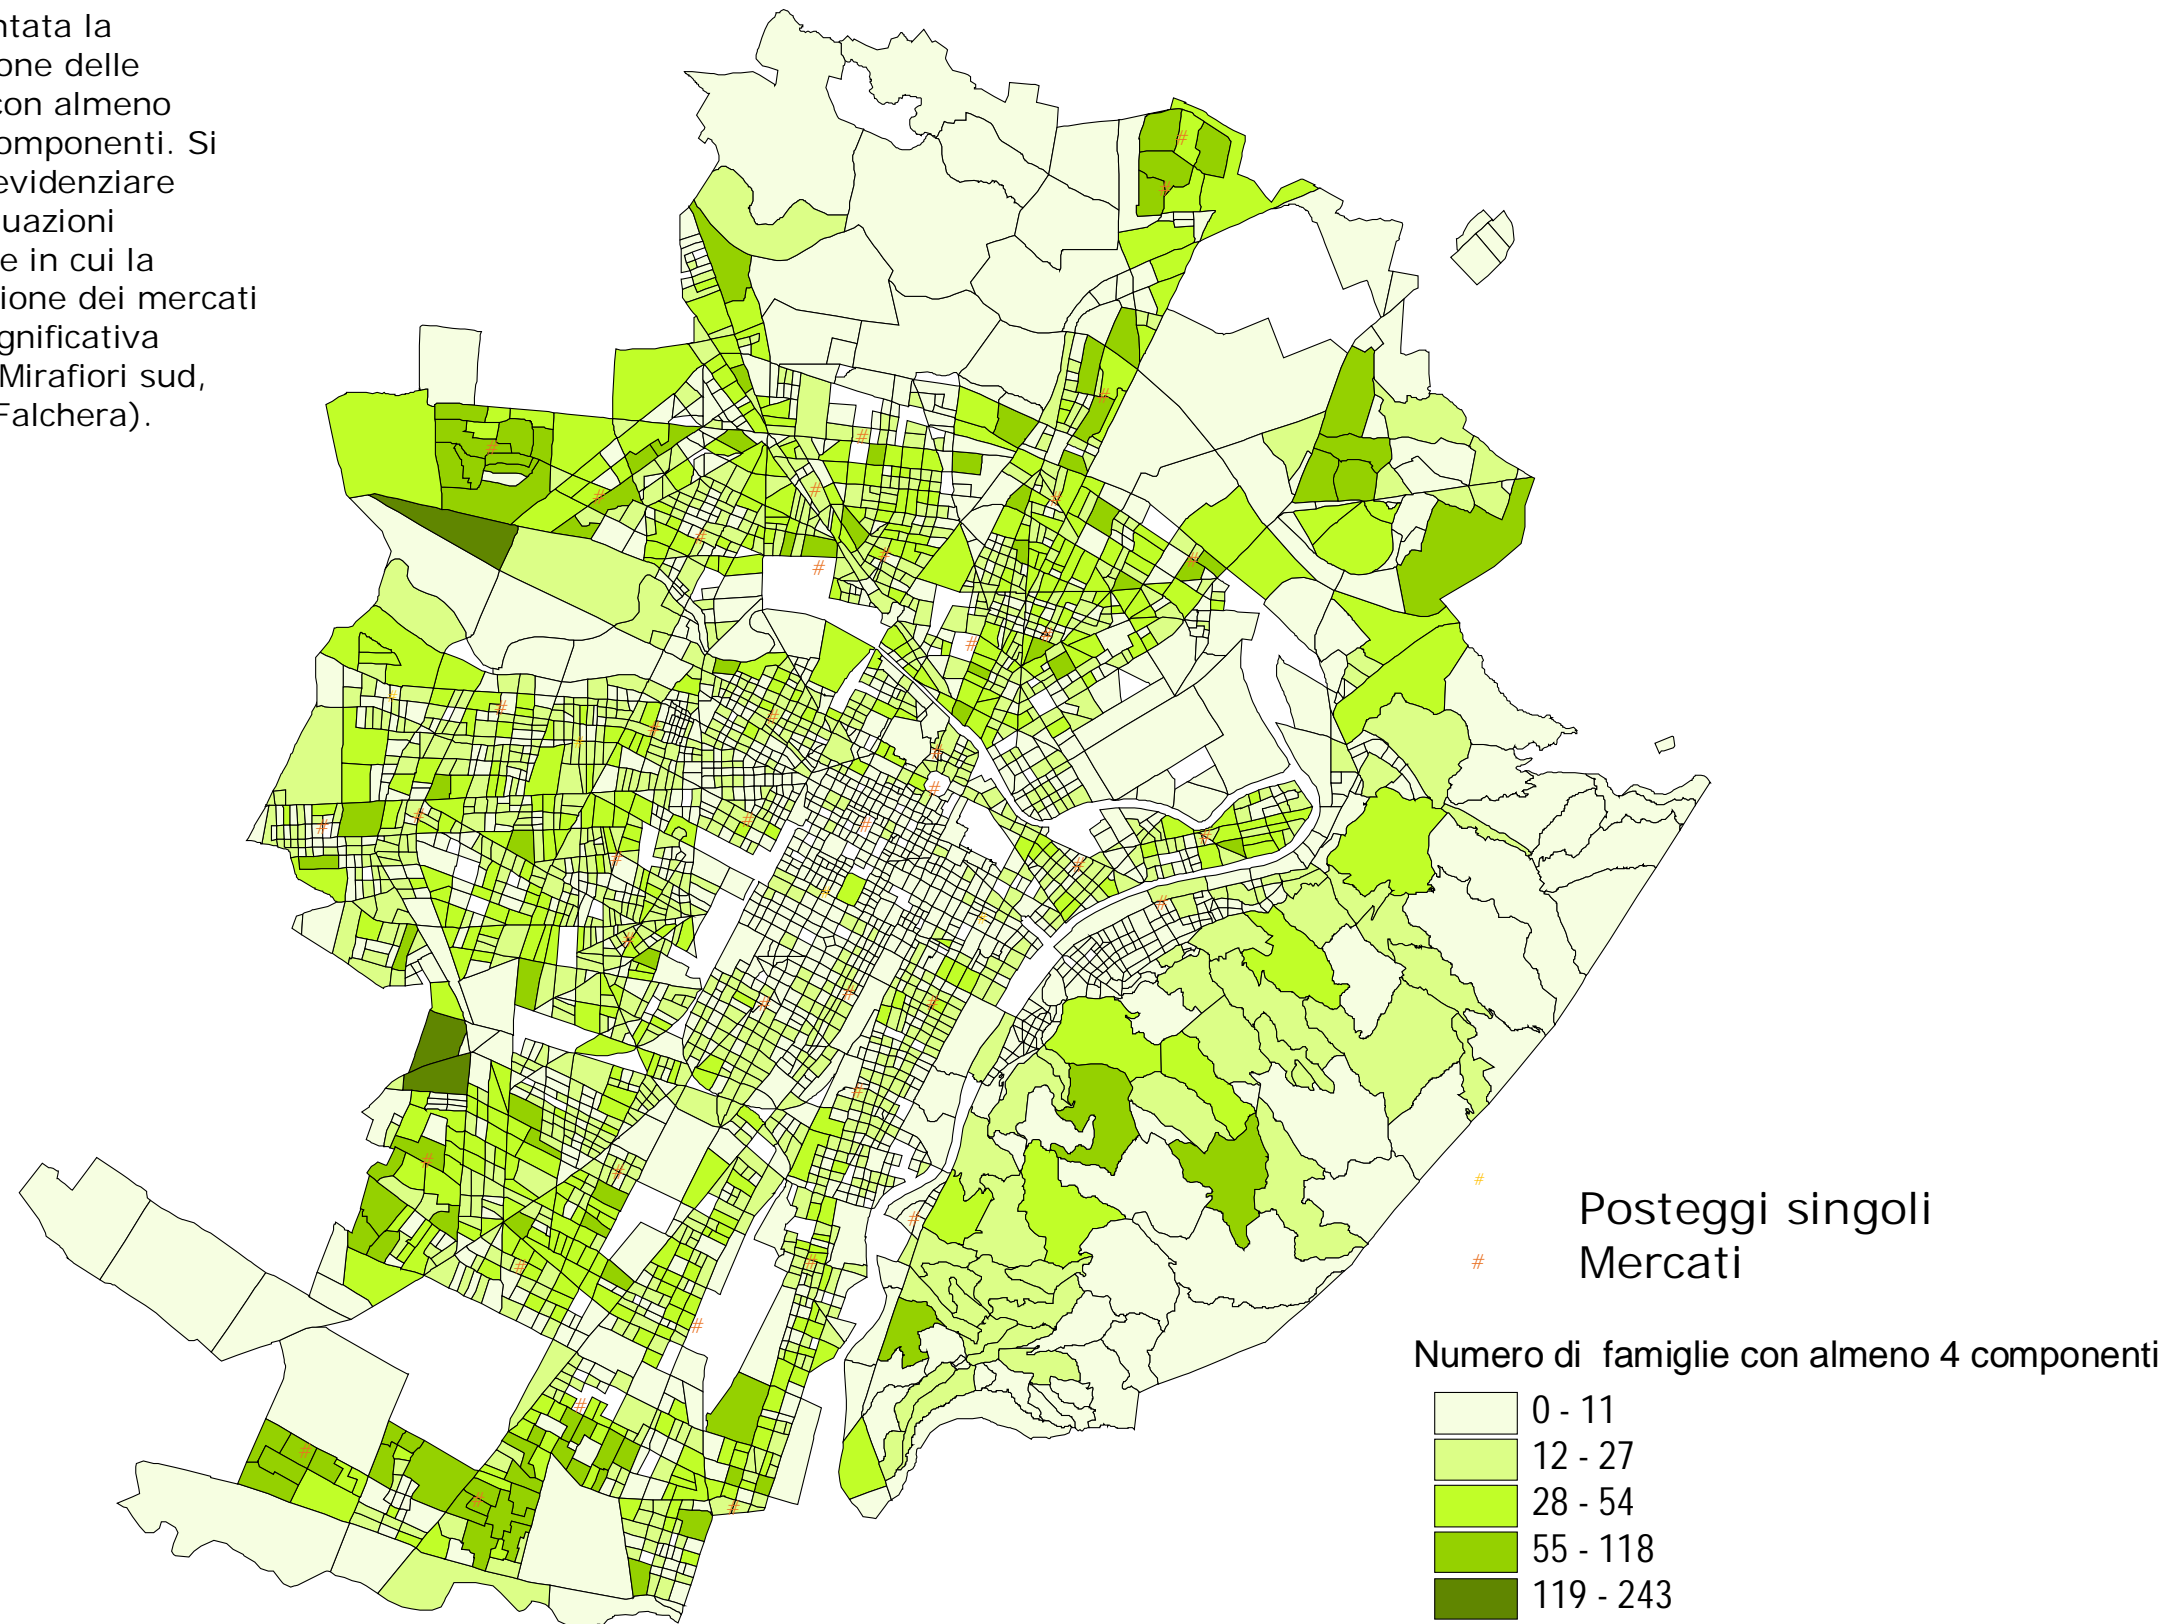 ntata la
one delle
con almeno
omponenti. Si
evidenziare
uazioni
e in cui la
ione dei mercati
gnificativa
Mirafiori sud,
Falchera).
# Posteggi singoli
# Mercati
Numero di famiglie con almeno 4 componenti
0 - 11
12 - 27
28 - 54
55 - 118
119 - 243